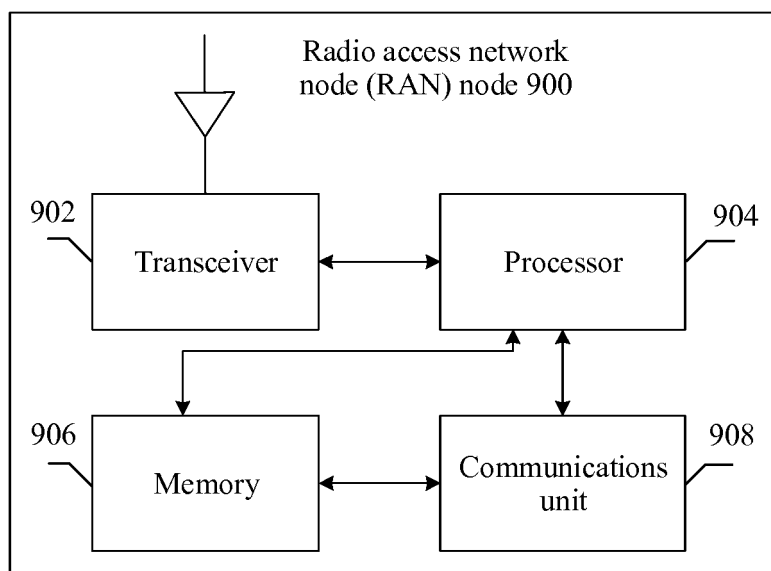 Radio access network
node (RAN) node 900
902
Transceiver
Processor
904
906
Memory
Communications
unit
908